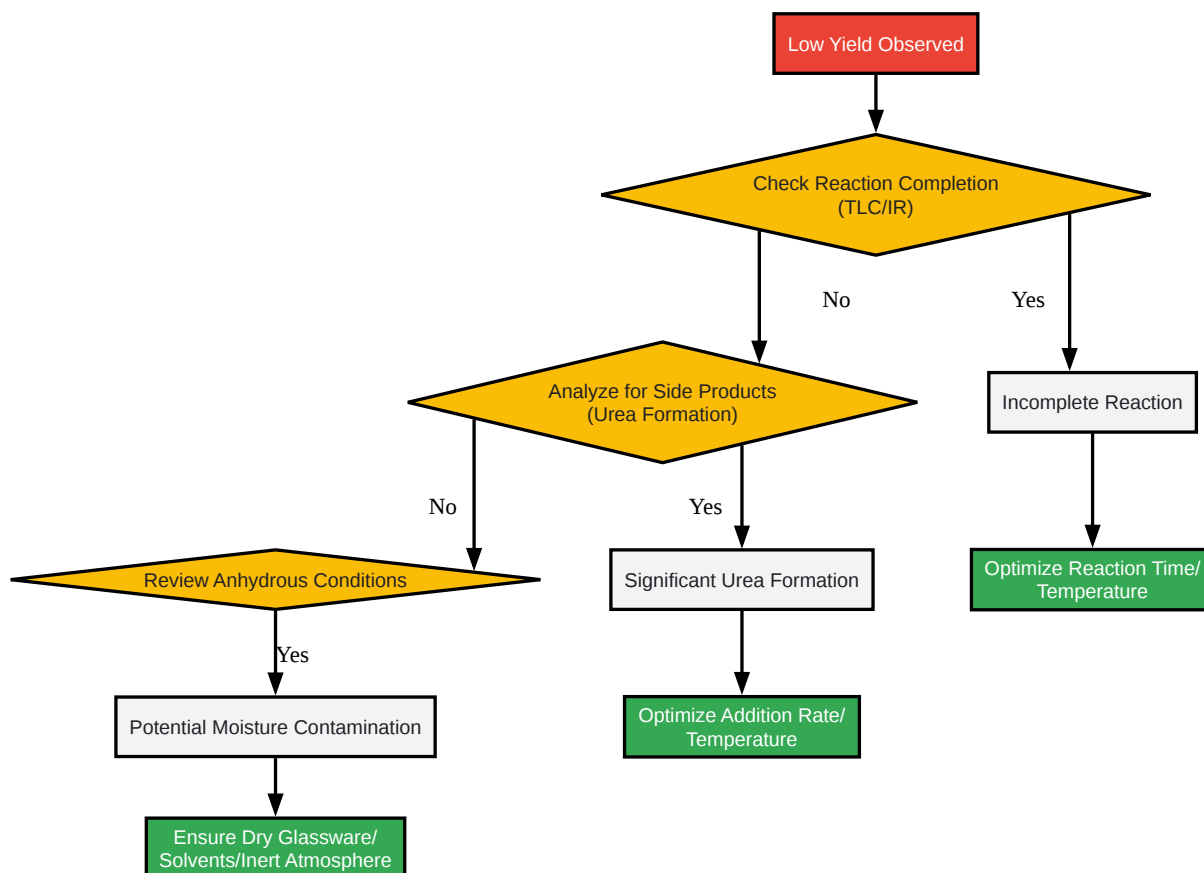 Low Yield Observed
Check Reaction Completion
(TLC/IR)
No
Yes
Analyze for Side Products
(Urea Formation)
Incomplete Reaction
No
Yes
Review Anhydrous Conditions
Significant Urea Formation
Optimize Reaction Time/
Temperature
Yes
Potential Moisture Contamination
Optimize Addition Rate/
Temperature
Ensure Dry Glassware/
Solvents/Inert Atmosphere